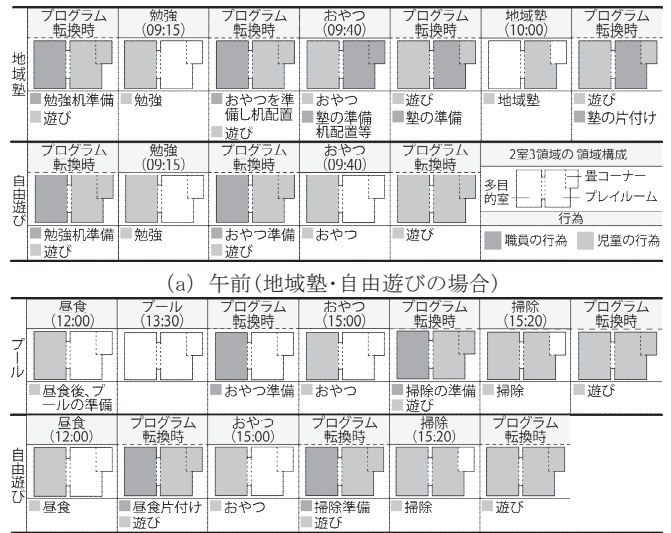 プログラム
転換時
勉強
(09:15)
プログラム
転換時
おやつ
(09:40)
プログラム
転換時
地域塾
(10:00)
プログラム
転換時
地域塾
勉強机準備
遊び
勉強
おやつを準
備し机配置
遊び
おやつ
塾の準備
机配置等
遊び
塾の準備
地域塾
遊び
塾の片付け
プログラム
転換時
勉強
(09:15)
プログラム
転換時
おやつ
(09:40)
プログラム
転換時
自由遊び
勉強机準備
遊び
勉強
おやつ準備
遊び
おやつ
遊び
2室3領域の領域構成
多目
的室
畳コーナー
プレイルーム
行為
職員の行為
児童の行為
(a) 午前(地域塾・自由遊びの場合)
昼食
(12:00)
プール
(13:30)
プログラム
転換時
おやつ
(15:00)
プログラム
転換時
掃除
(15:20)
プログラム
転換時
プール
昼食後、プ
ールの準備
おやつ準備
おやつ
掃除の準備
遊び
掃除
遊び
昼食
(12:00)
プログラム
転換時
おやつ
(15:00)
プログラム
転換時
掃除
(15:20)
プログラム
転換時
自由遊び
昼食
昼食片付け
遊び
おやつ
掃除準備
遊び
掃除
遊び